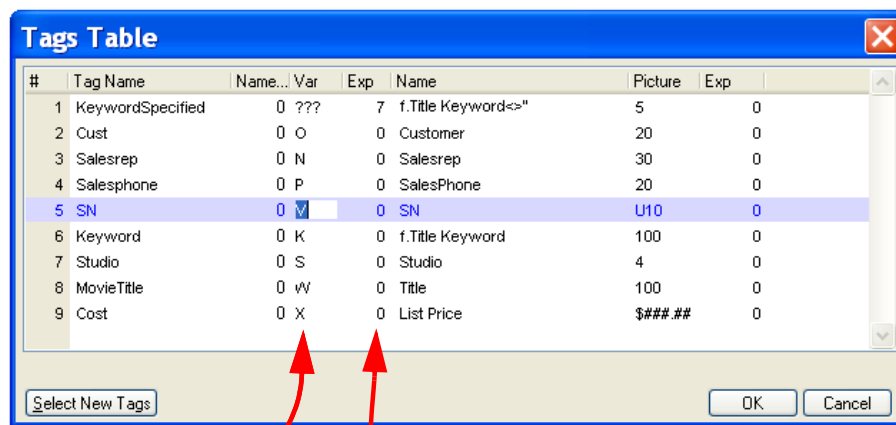 Tags Table
# Tag Name Name... Var Exp Name Picture Exp
1 KeywordSpecified 0 ??? 7 f.Title Keyword<>'' 5 0
2 Cust 0 O 0 Customer 20 0
3 Salesrep 0 N 0 Salesrep 30 0
4 Salesphone 0 P 0 SalesPhone 20 0
5 SN 0 V 0 SN U10 0
6 Keyword 0 K 0 f.Title Keyword 100 0
7 Studio 0 S 0 Studio 4 0
8 MovieTitle 0 W 0 Title 100 0
9 Cost 0 X 0 List Price $###.## 0
Select New Tags OK Cancel